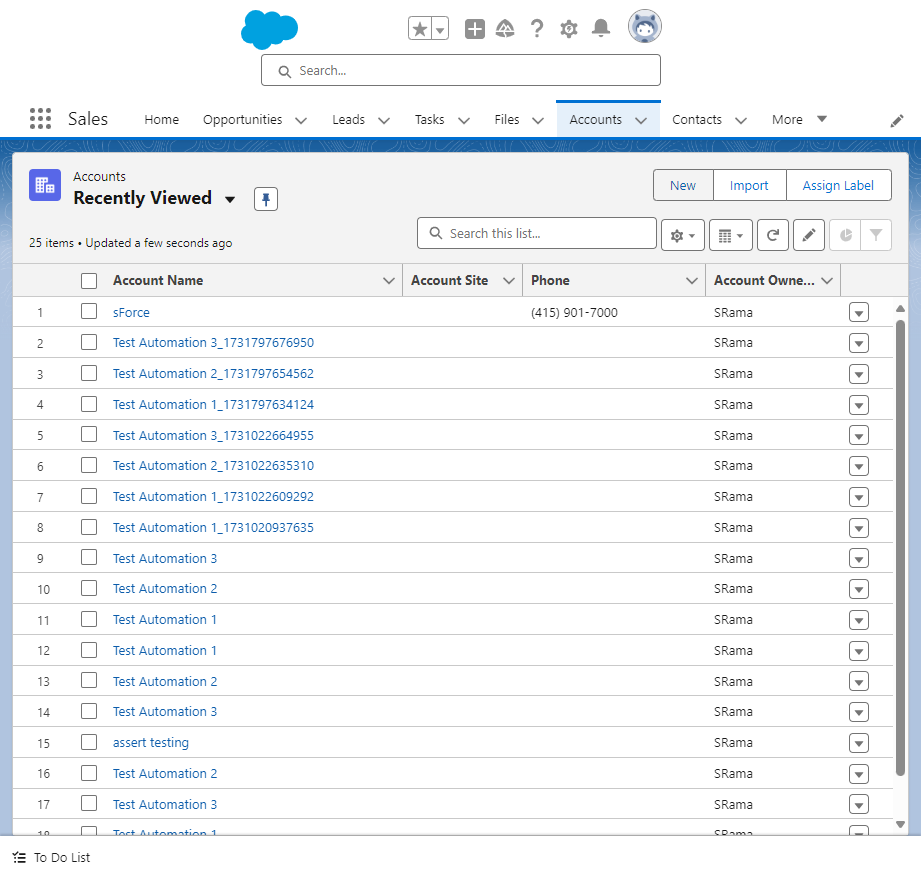 Search...
Sales Home Opportunities Leads Tasks Files Accounts Contacts More
Accounts
Recently Viewed
New Import Assign Label
25 items • Updated a few seconds ago
Search this list...
Account Name Account Site Phone Account Owne...
1 sForce (415) 901-7000 SRama
2 Test Automation 3_1731797676950 SRama
3 Test Automation 2_1731797654562 SRama
4 Test Automation 1_1731797634124 SRama
5 Test Automation 3_1731022664955 SRama
6 Test Automation 2_1731022635310 SRama
7 Test Automation 1_1731022609292 SRama
8 Test Automation 1_1731020937635 SRama
9 Test Automation 3 SRama
10 Test Automation 2 SRama
11 Test Automation 1 SRama
12 Test Automation 1 SRama
13 Test Automation 2 SRama
14 Test Automation 3 SRama
15 assert testing SRama
16 Test Automation 2 SRama
17 Test Automation 3 SRama
18 Test Automation 1 SRama
To Do List